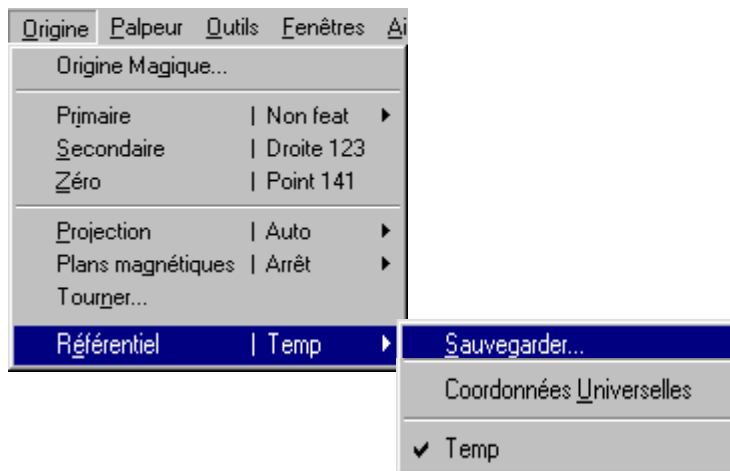 Origine Palpeur Outils Fenêtres Ai
Origine Magique...
Primaire | Non feat
Secondaire | Droite 123
Zéro | Point 141
Projection | Auto
Plans magnétiques | Arrêt
Tourner...
Référentiel | Temp
Sauvegarder...
Coordonnées Universelles
Temp